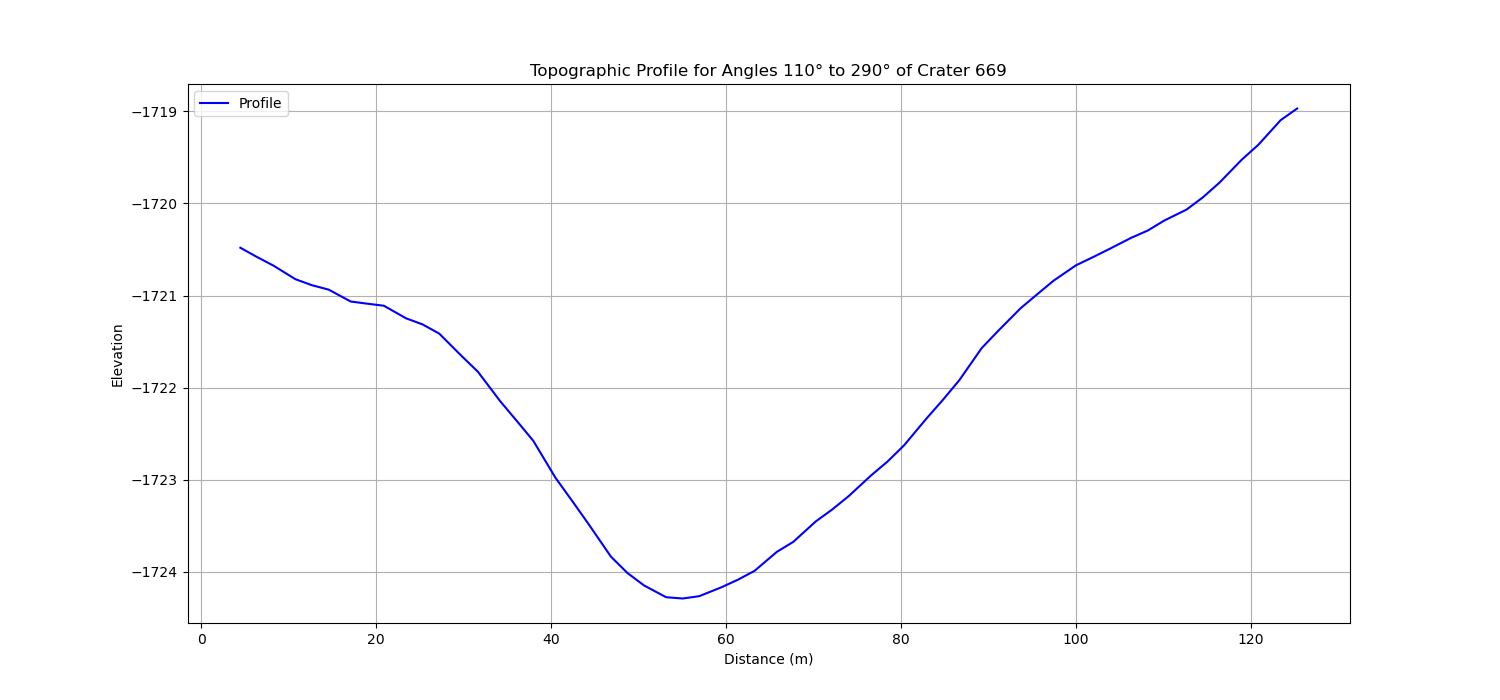 Topographic Profile for Angles 110° to 290° of Crater 669
Profile
−1719
−1720
−1721
−1722
−1723
−1724
Elevation
0 20 40 60 80 100 120
Distance (m)